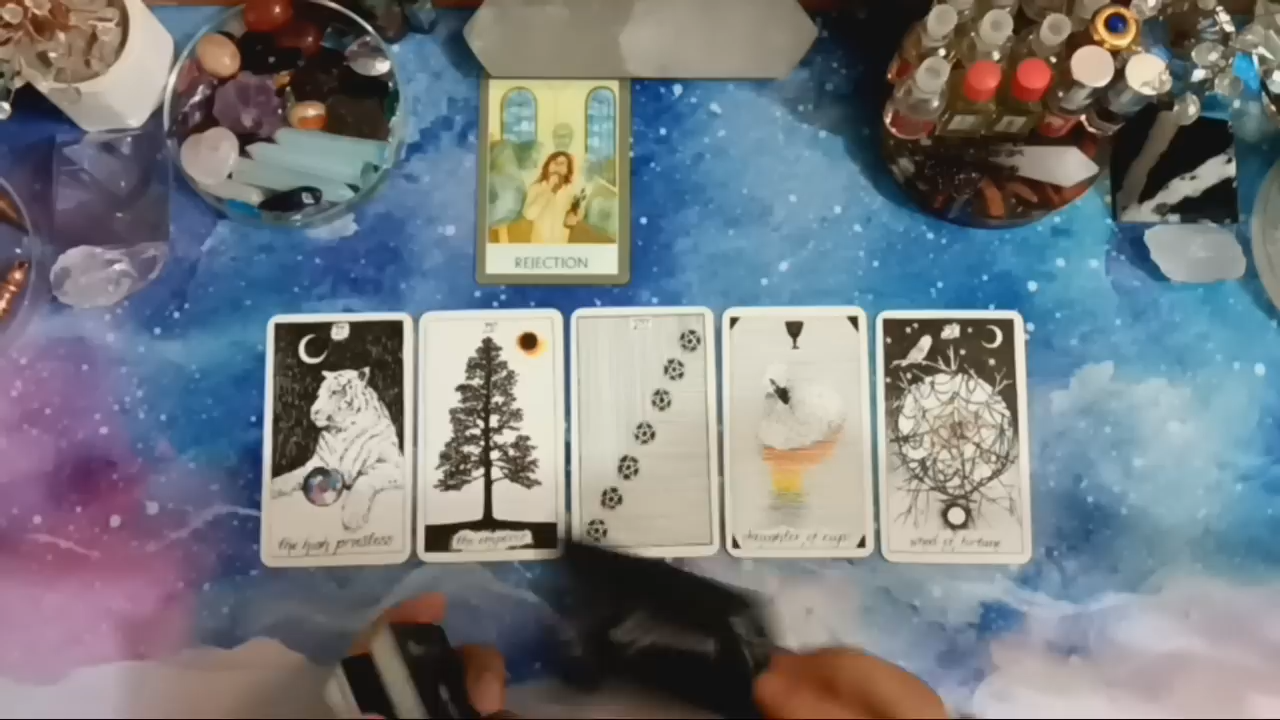 REJECTION
the high priestess
the emperor
daughter of cups
wheel of fortune